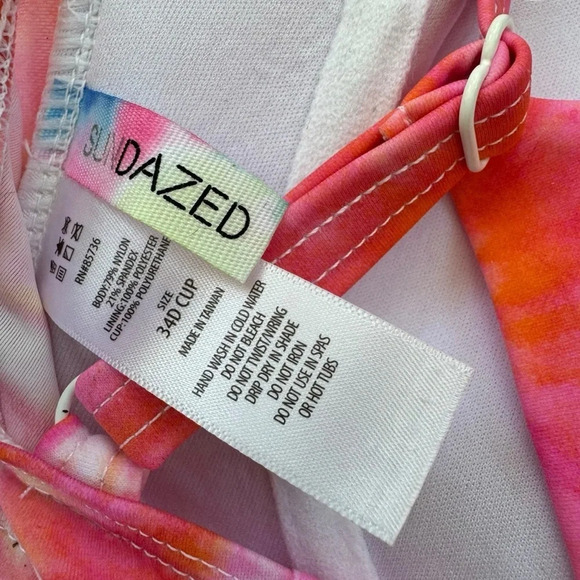 SUNDAZED
RN#85736
BODY:79% NYLON
21% SPANDEX
LINING:100% POLYESTER
CUP:100% POLYURETHANE
SIZE
34D CUP
MADE IN TAIWAN
HAND WASH IN COLD WATER
DO NOT BLEACH
DO NOT TWIST/WRING
DRIP DRY IN SHADE
DO NOT IRON
DO NOT USE IN SPAS
OR HOT TUBS